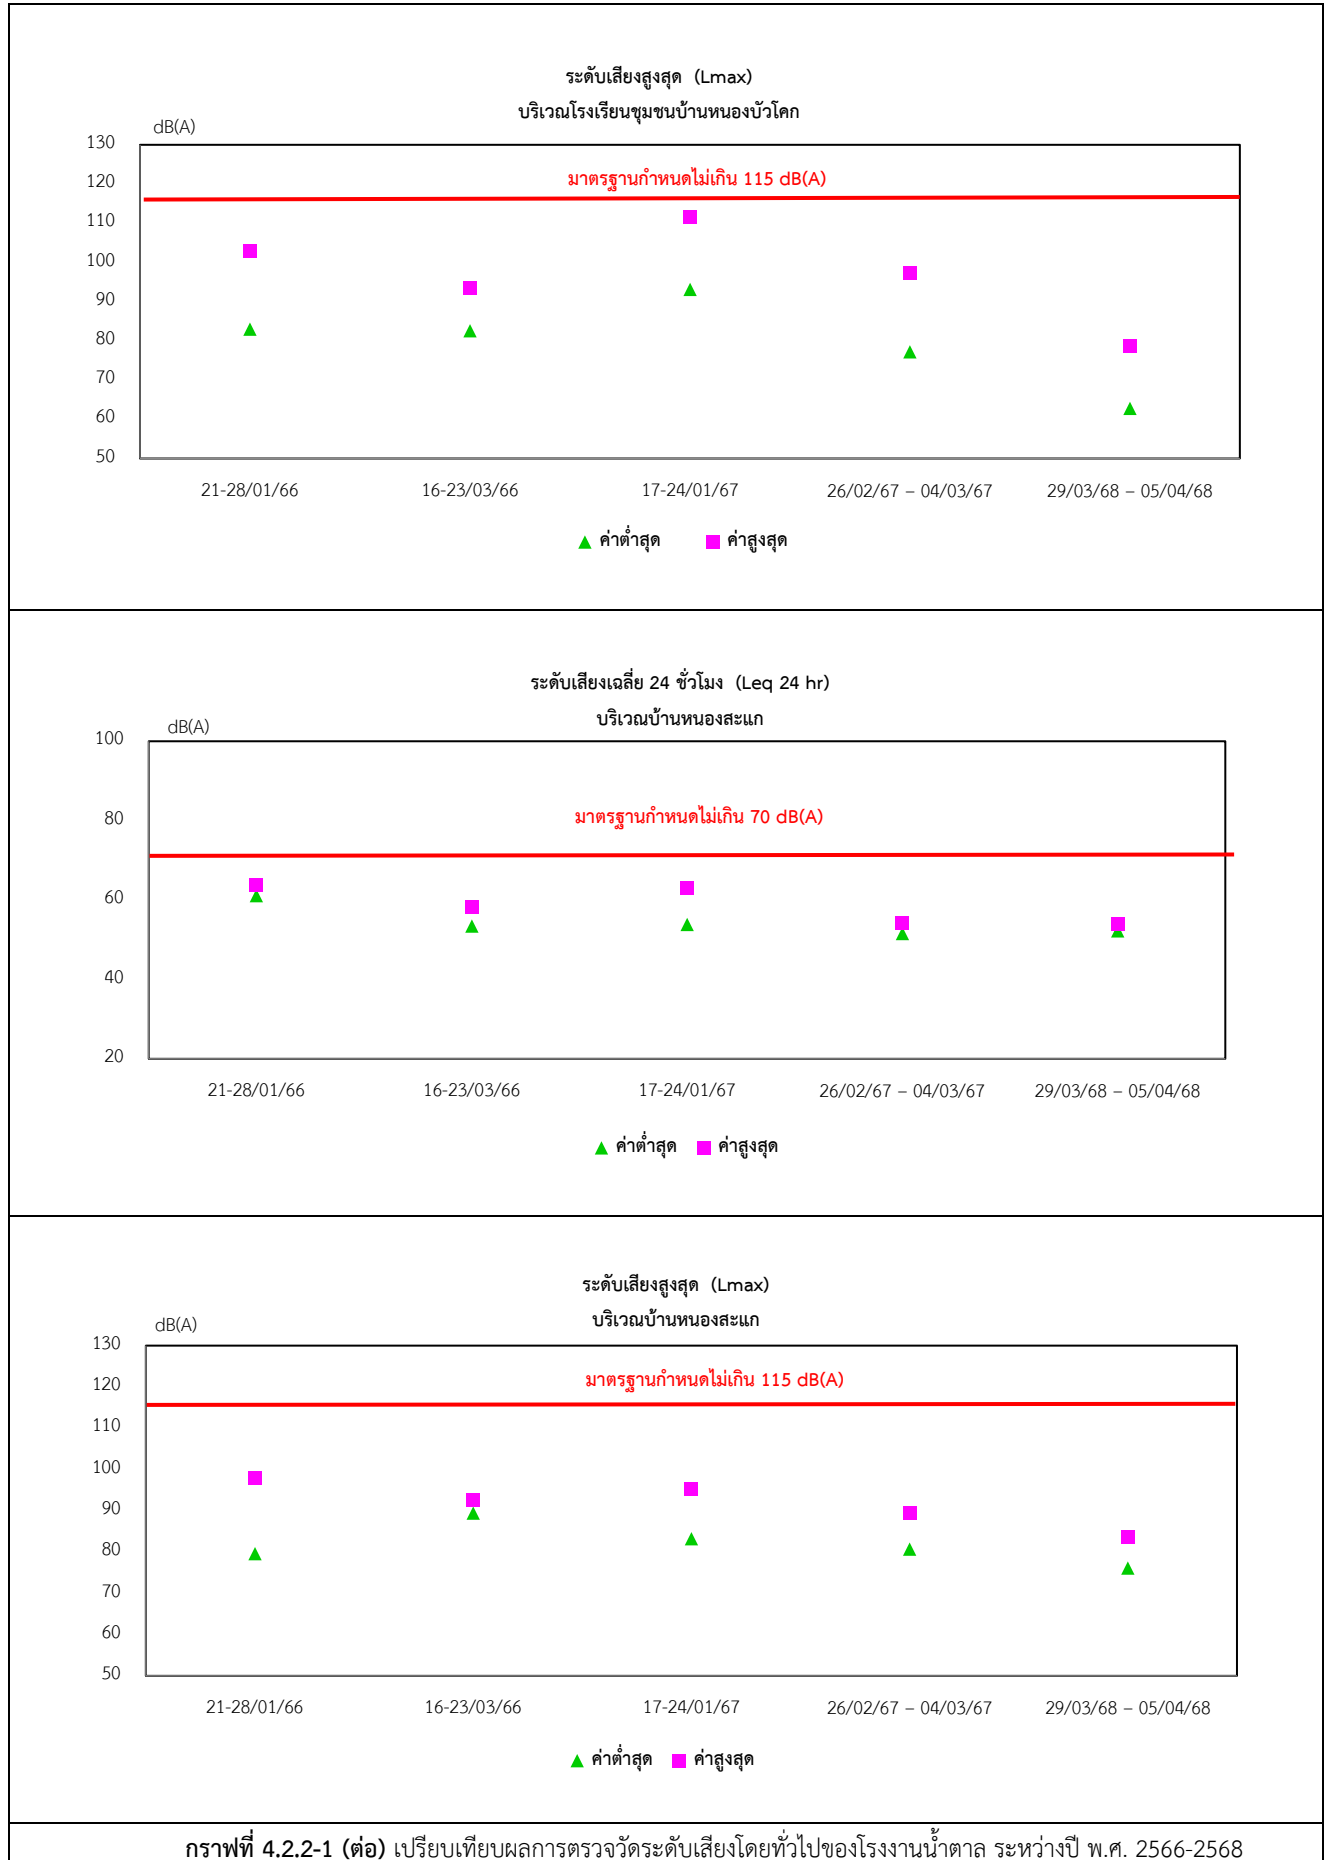 ระดับเสียงสูงสุด (Lmax)
บริเวณโรงเรียนชุมชนบ้านหนองบัวโคก
dB(A)
130
120
110
100
90
80
70
60
50
มาตรฐานกำหนดไม่เกิน 115 dB(A)
21-28/01/66 16-23/03/66 17-24/01/67 26/02/67 – 04/03/67 29/03/68 – 05/04/68
ค่าต่ำสุด ค่าสูงสุด
ระดับเสียงเฉลี่ย 24 ชั่วโมง (Leq 24 hr)
บริเวณบ้านหนองสะแก
dB(A)
100
80
60
40
20
มาตรฐานกำหนดไม่เกิน 70 dB(A)
21-28/01/66 16-23/03/66 17-24/01/67 26/02/67 – 04/03/67 29/03/68 – 05/04/68
ค่าต่ำสุด ค่าสูงสุด
ระดับเสียงสูงสุด (Lmax)
บริเวณบ้านหนองสะแก
dB(A)
130
120
110
100
90
80
70
60
50
มาตรฐานกำหนดไม่เกิน 115 dB(A)
21-28/01/66 16-23/03/66 17-24/01/67 26/02/67 – 04/03/67 29/03/68 – 05/04/68
ค่าต่ำสุด ค่าสูงสุด
กราฟที่ 4.2.2-1 (ต่อ) เปรียบเทียบผลการตรวจวัดระดับเสียงโดยทั่วไปของโรงงานน้ำตาล ระหว่างปี พ.ศ. 2566-2568